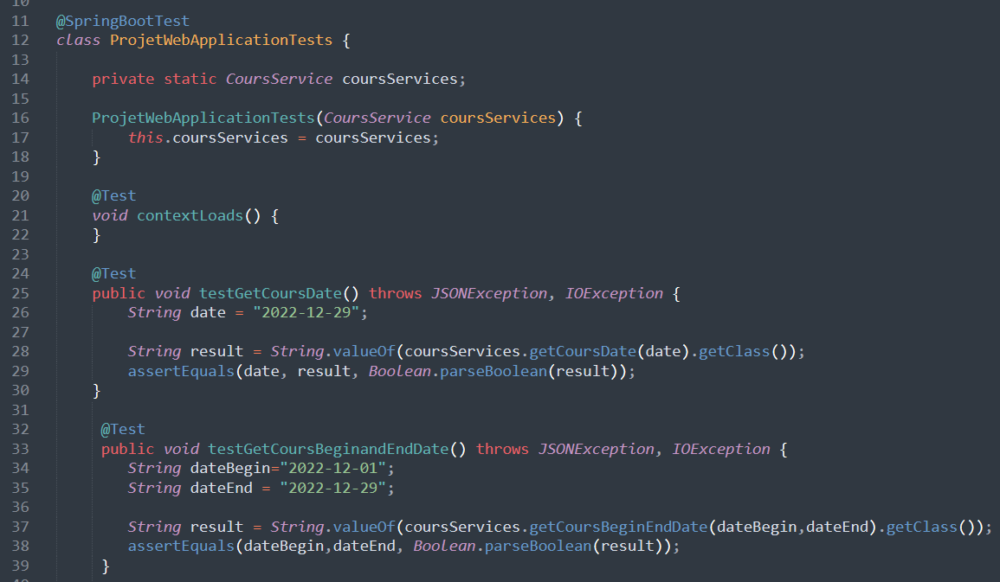 10
11 @SpringBootTest
12 class ProjetWebApplicationTests {
13
14 private static CoursService coursServices;
15
16 ProjetWebApplicationTests(CoursService coursServices) {
17 this.coursServices = coursServices;
18 }
19
20 @Test
21 void contextLoads() {
22 }
23
24 @Test
25 public void testGetCoursDate() throws JSONException, IOException {
26 String date = "2022-12-29";
27
28 String result = String.valueOf(coursServices.getCoursDate(date).getClass());
29 assertEquals(date, result, Boolean.parseBoolean(result));
30 }
31
32 @Test
33 public void testGetCoursBeginandEndDate() throws JSONException, IOException {
34 String dateBegin="2022-12-01";
35 String dateEnd = "2022-12-29";
36
37 String result = String.valueOf(coursServices.getCoursBeginEndDate(dateBegin,dateEnd).getClass());
38 assertEquals(dateBegin,dateEnd, Boolean.parseBoolean(result));
39 }